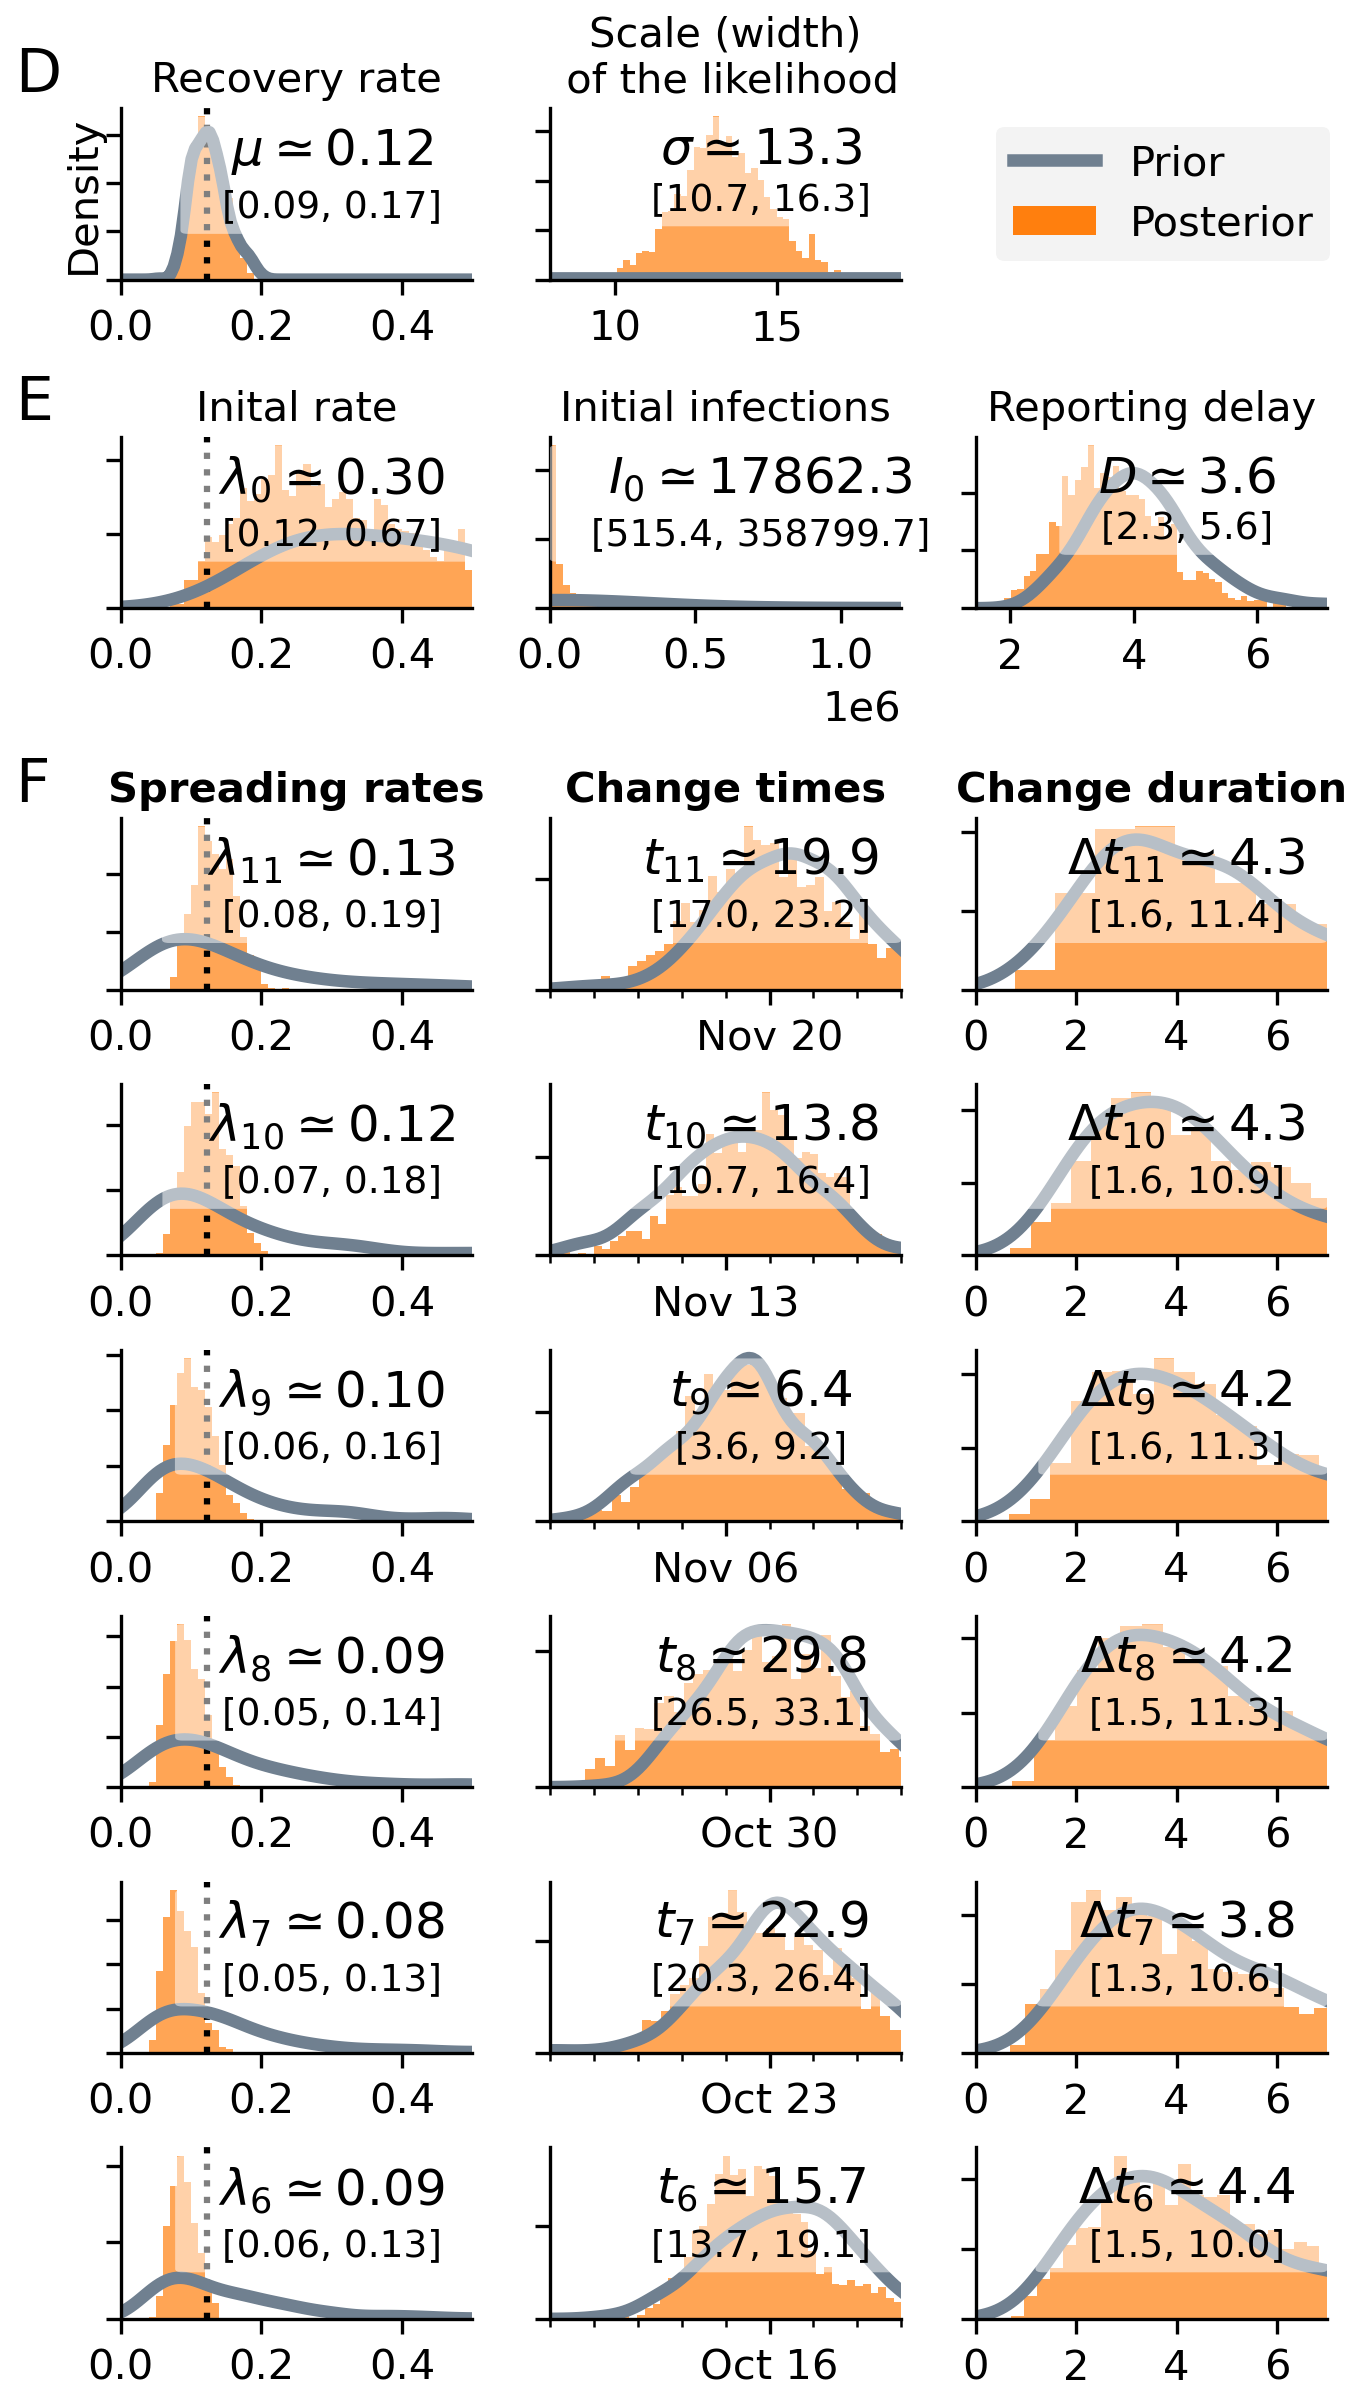 D
Recovery rate
Scale (width)
of the likelihood
Density
μ ≃ 0.12
[0.09, 0.17]
σ ≃ 13.3
[10.7, 16.3]
Prior
Posterior
0.0 0.2 0.4
10 15
E
Inital rate
Initial infections
Reporting delay
λ₀ ≃ 0.30
[0.12, 0.67]
I₀ ≃ 17862.3
[515.4, 358799.7]
D ≃ 3.6
[2.3, 5.6]
0.0 0.2 0.4
0.0 0.5 1.0
1e6
2 4 6
F
Spreading rates
Change times
Change duration
λ₁₁ ≃ 0.13
[0.08, 0.19]
t₁₁ ≃ 19.9
[17.0, 23.2]
Δt₁₁ ≃ 4.3
[1.6, 11.4]
0.0 0.2 0.4
Nov 20
0 2 4 6
λ₁₀ ≃ 0.12
[0.07, 0.18]
t₁₀ ≃ 13.8
[10.7, 16.4]
Δt₁₀ ≃ 4.3
[1.6, 10.9]
0.0 0.2 0.4
Nov 13
0 2 4 6
λ₉ ≃ 0.10
[0.06, 0.16]
t₉ ≃ 6.4
[3.6, 9.2]
Δt₉ ≃ 4.2
[1.6, 11.3]
0.0 0.2 0.4
Nov 06
0 2 4 6
λ₈ ≃ 0.09
[0.05, 0.14]
t₈ ≃ 29.8
[26.5, 33.1]
Δt₈ ≃ 4.2
[1.5, 11.3]
0.0 0.2 0.4
Oct 30
0 2 4 6
λ₇ ≃ 0.08
[0.05, 0.13]
t₇ ≃ 22.9
[20.3, 26.4]
Δt₇ ≃ 3.8
[1.3, 10.6]
0.0 0.2 0.4
Oct 23
0 2 4 6
λ₆ ≃ 0.09
[0.06, 0.13]
t₆ ≃ 15.7
[13.7, 19.1]
Δt₆ ≃ 4.4
[1.5, 10.0]
0.0 0.2 0.4
Oct 16
0 2 4 6